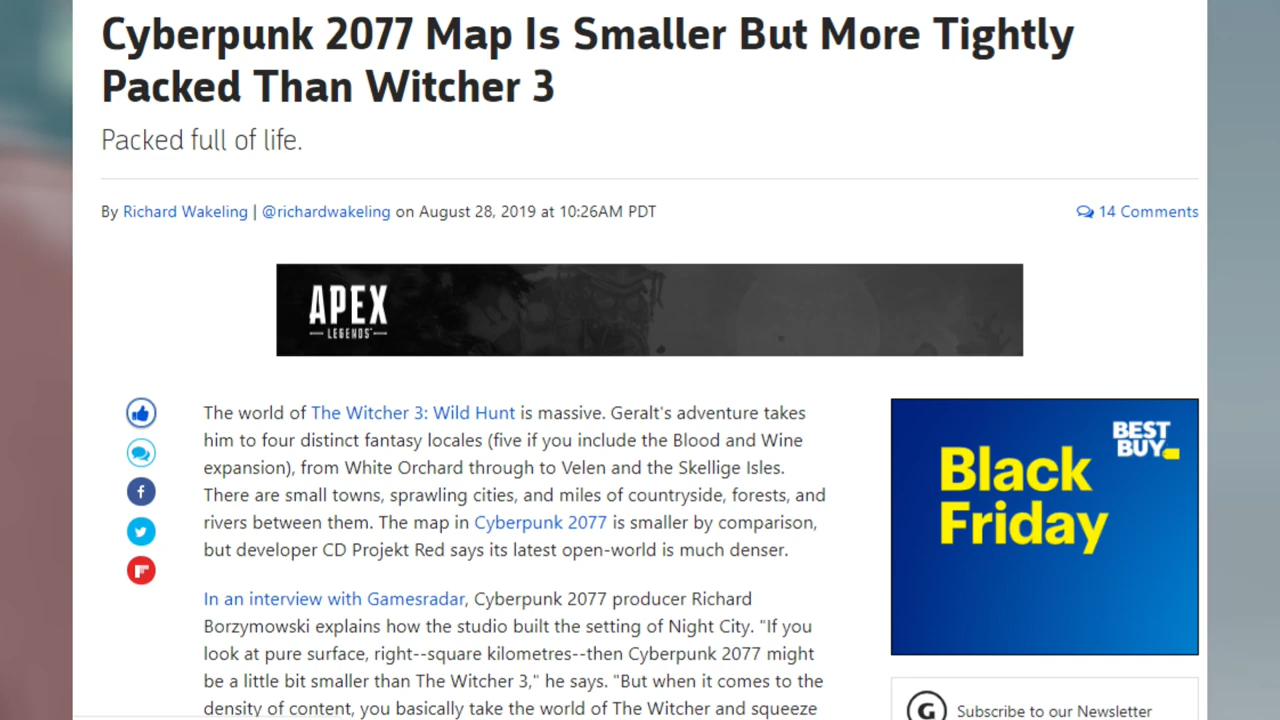 Cyberpunk 2077 Map Is Smaller But More Tightly
Packed Than Witcher 3
Packed full of life.
By Richard Wakeling | @richardwakeling on August 28, 2019 at 10:26AM PDT
14 Comments
APEX
LEGENDS
The world of The Witcher 3: Wild Hunt is massive. Geralt's adventure takes
him to four distinct fantasy locales (five if you include the Blood and Wine
expansion), from White Orchard through to Velen and the Skellige Isles.
There are small towns, sprawling cities, and miles of countryside, forests, and
rivers between them. The map in Cyberpunk 2077 is smaller by comparison,
but developer CD Projekt Red says its latest open-world is much denser.
In an interview with Gamesradar, Cyberpunk 2077 producer Richard
Borzymowski explains how the studio built the setting of Night City. "If you
look at pure surface, right--square kilometres--then Cyberpunk 2077 might
be a little bit smaller than The Witcher 3," he says. "But when it comes to the
density of content, you basically take the world of The Witcher and squeeze
BEST
BUY
Black
Friday
G
Subscribe to our Newsletter